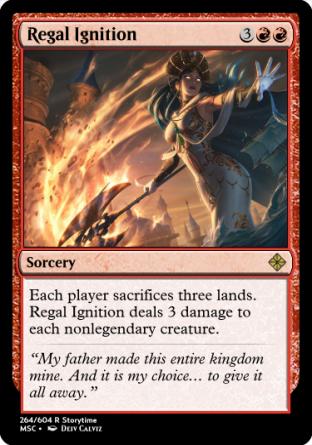 Regal Ignition 3
Sorcery
Each player sacrifices three lands.
Regal Ignition deals 3 damage to
each nonlegendary creature.
“My father made this entire kingdom
mine. And it is my choice… to give it
all away.”
264/604 R Storytime
MSC • Deiv Calviz